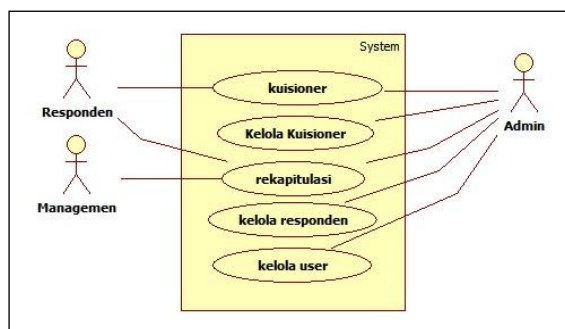 System
kuisioner
Responden
Kelola Kuisioner
Admin
rekapitulasi
Managemen
kelola responden
kelola user